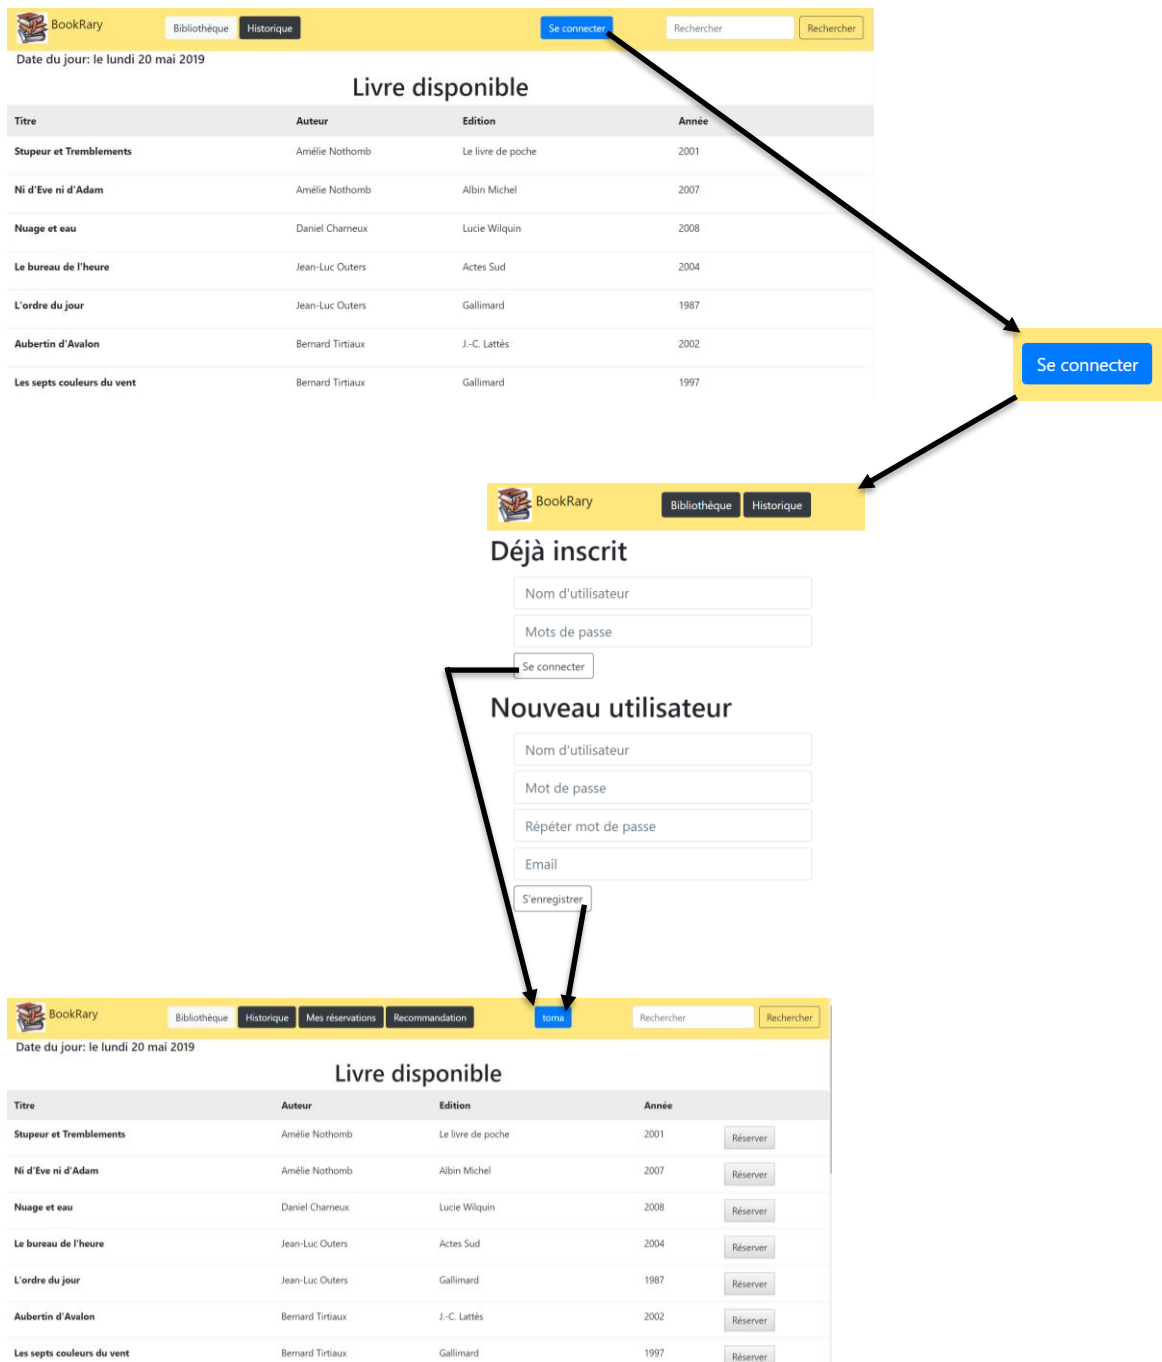 BookRary Bibliothèque Historique Se connecter Rechercher Rechercher
Date du jour: le lundi 20 mai 2019
Livre disponible
Titre Auteur Edition Année
Stupeur et Tremblements Amélie Nothomb Le livre de poche 2001
Ni d'Eve ni d'Adam Amélie Nothomb Albin Michel 2007
Nuage et eau Daniel Charneux Lucie Wilquin 2008
Le bureau de l'heure Jean-Luc Outers Actes Sud 2004
L'ordre du jour Jean-Luc Outers Gallimard 1987
Aubertin d'Avalon Bernard Tirtiaux J.-C. Lattès 2002
Les septs couleurs du vent Bernard Tirtiaux Gallimard 1997
Se connecter
BookRary Bibliothèque Historique
Déjà inscrit
Nom d'utilisateur
Mots de passe
Se connecter
Nouveau utilisateur
Nom d'utilisateur
Mot de passe
Répéter mot de passe
Email
S'enregistrer
BookRary Bibliothèque Historique Mes réservations Recommandation toma Rechercher Rechercher
Date du jour: le lundi 20 mai 2019
Livre disponible
Titre Auteur Edition Année
Stupeur et Tremblements Amélie Nothomb Le livre de poche 2001 Réserver
Ni d'Eve ni d'Adam Amélie Nothomb Albin Michel 2007 Réserver
Nuage et eau Daniel Charneux Lucie Wilquin 2008 Réserver
Le bureau de l'heure Jean-Luc Outers Actes Sud 2004 Réserver
L'ordre du jour Jean-Luc Outers Gallimard 1987 Réserver
Aubertin d'Avalon Bernard Tirtiaux J.-C. Lattès 2002 Réserver
Les septs couleurs du vent Bernard Tirtiaux Gallimard 1997 Réserver